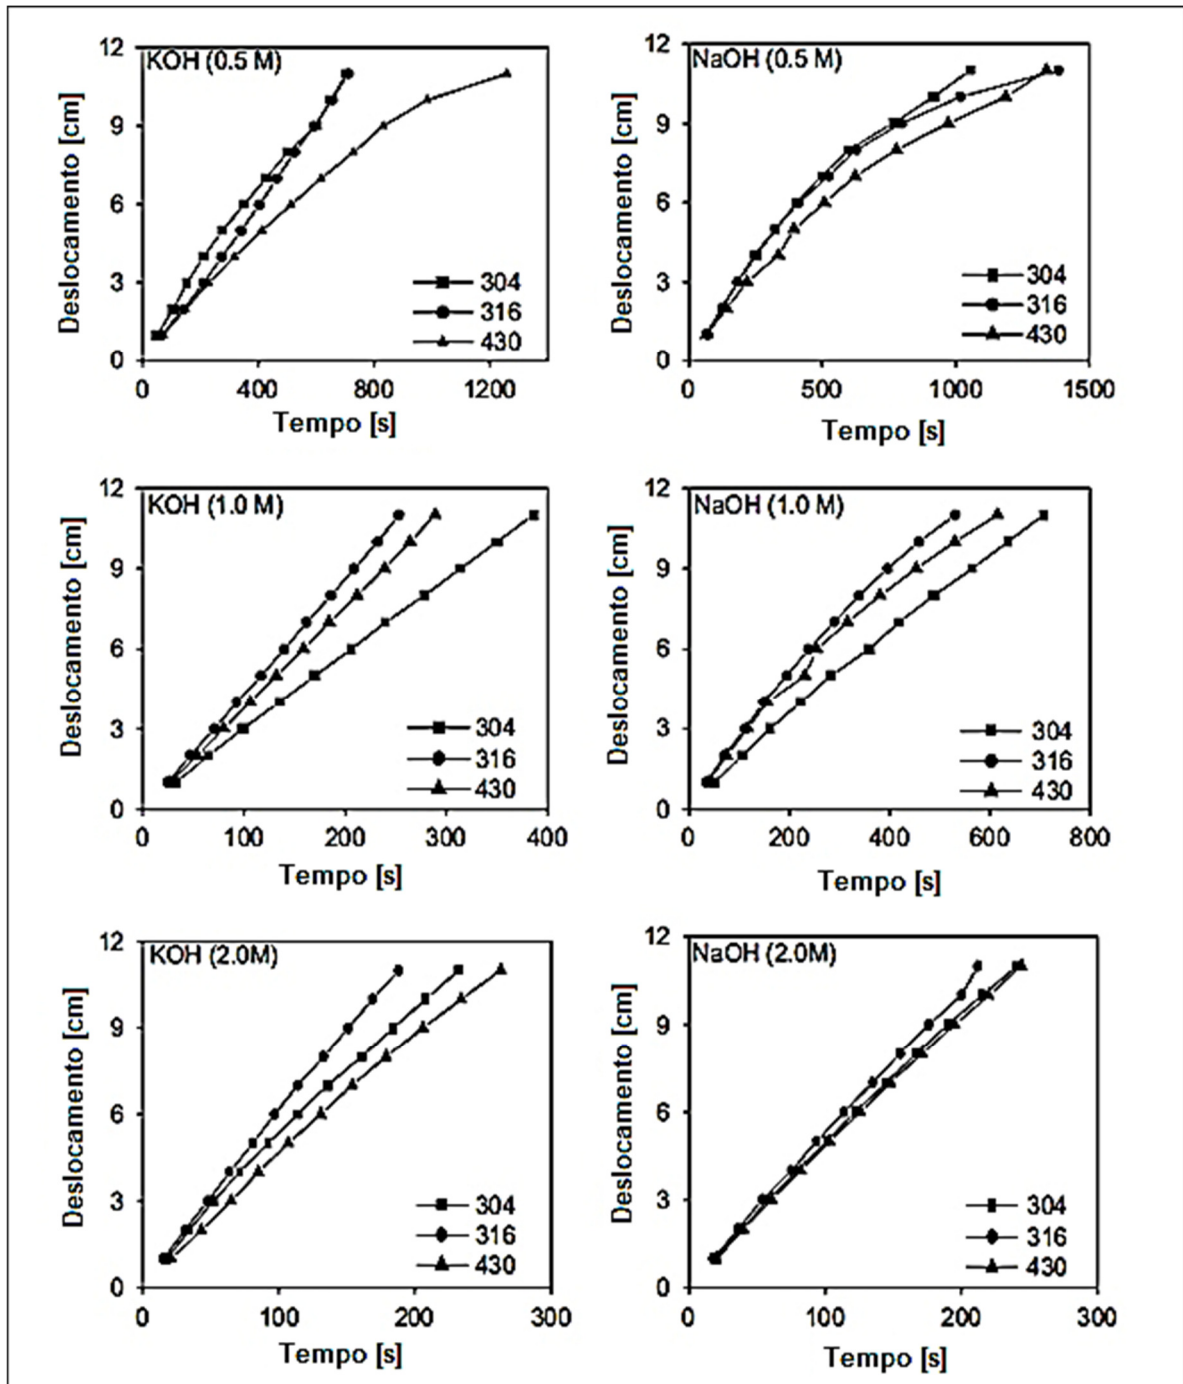 KOH (0.5 M)
Deslocamento [cm]
12
9
6
3
0
0 400 800 1200
Tempo [s]
304
316
430
NaOH (0.5 M)
Deslocamento [cm]
12
9
6
3
0
0 500 1000 1500
Tempo [s]
304
316
430
KOH (1.0 M)
Deslocamento [cm]
12
9
6
3
0
0 100 200 300 400
Tempo [s]
304
316
430
NaOH (1.0 M)
Deslocamento [cm]
12
9
6
3
0
0 200 400 600 800
Tempo [s]
304
316
430
KOH (2.0M)
Deslocamento [cm]
12
9
6
3
0
0 100 200 300
Tempo [s]
304
316
430
NaOH (2.0M)
Deslocamento [cm]
12
9
6
3
0
0 100 200 300
Tempo [s]
304
316
430